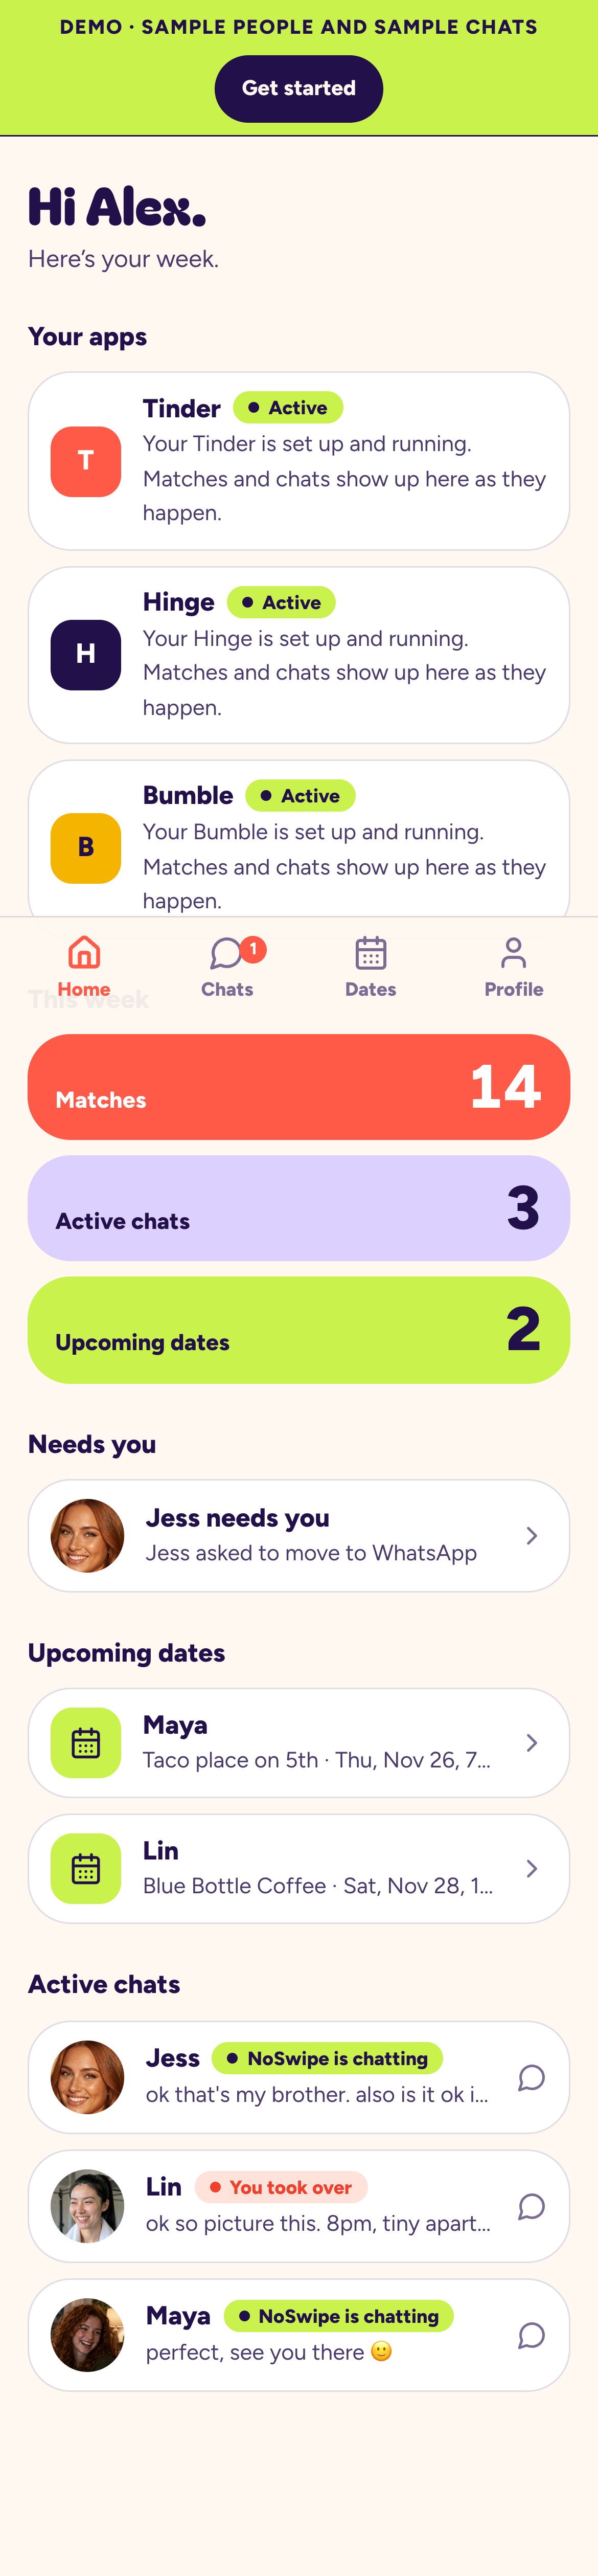 DEMO · SAMPLE PEOPLE AND SAMPLE CHATS
Get started
Hi Alex.
Here's your week.
Your apps
T
Tinder
Active
Your Tinder is set up and running.
Matches and chats show up here as they
happen.
H
Hinge
Active
Your Hinge is set up and running.
Matches and chats show up here as they
happen.
B
Bumble
Active
Your Bumble is set up and running.
Matches and chats show up here as they
happen.
1
Home
Chats
Dates
Profile
This week
Matches
14
Active chats
3
Upcoming dates
2
Needs you
Jess needs you
Jess asked to move to WhatsApp
Upcoming dates
Maya
Taco place on 5th · Thu, Nov 26, 7...
Lin
Blue Bottle Coffee · Sat, Nov 28, 1...
Active chats
Jess
NoSwipe is chatting
ok that's my brother. also is it ok i...
Lin
You took over
ok so picture this. 8pm, tiny apart...
Maya
NoSwipe is chatting
perfect, see you there 🙂